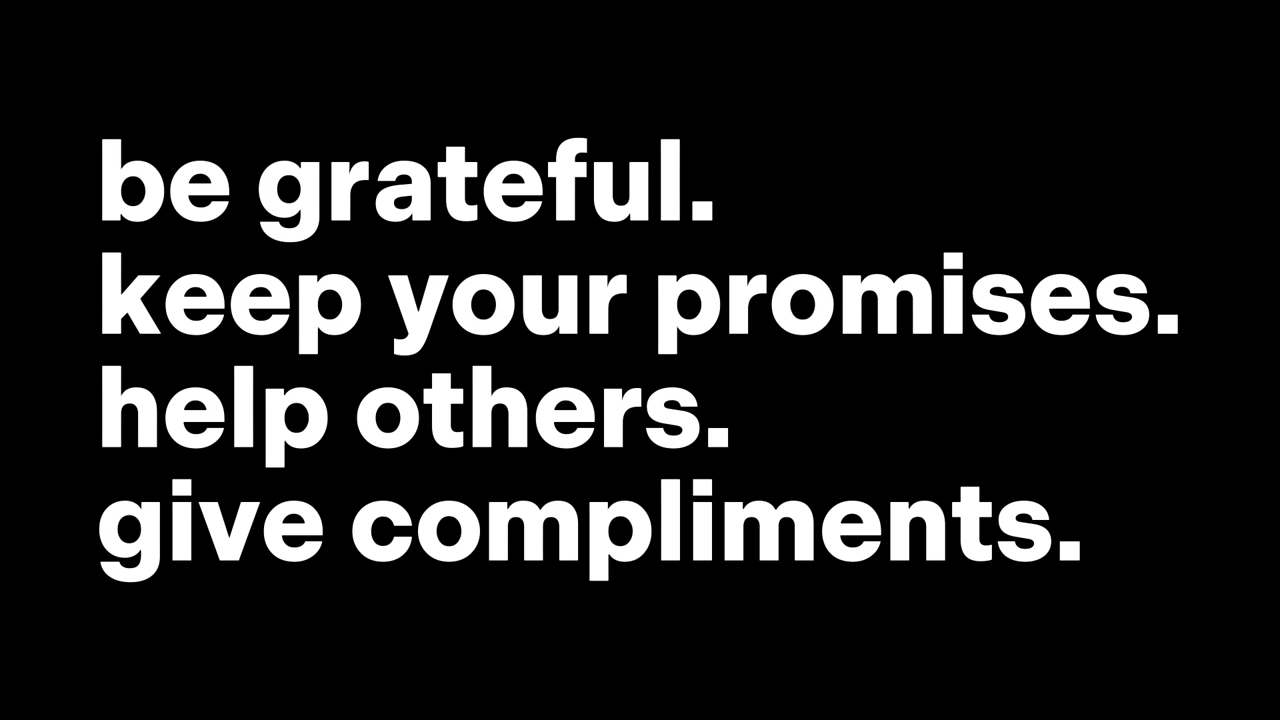 be grateful.
keep your promises.
help others.
give compliments.